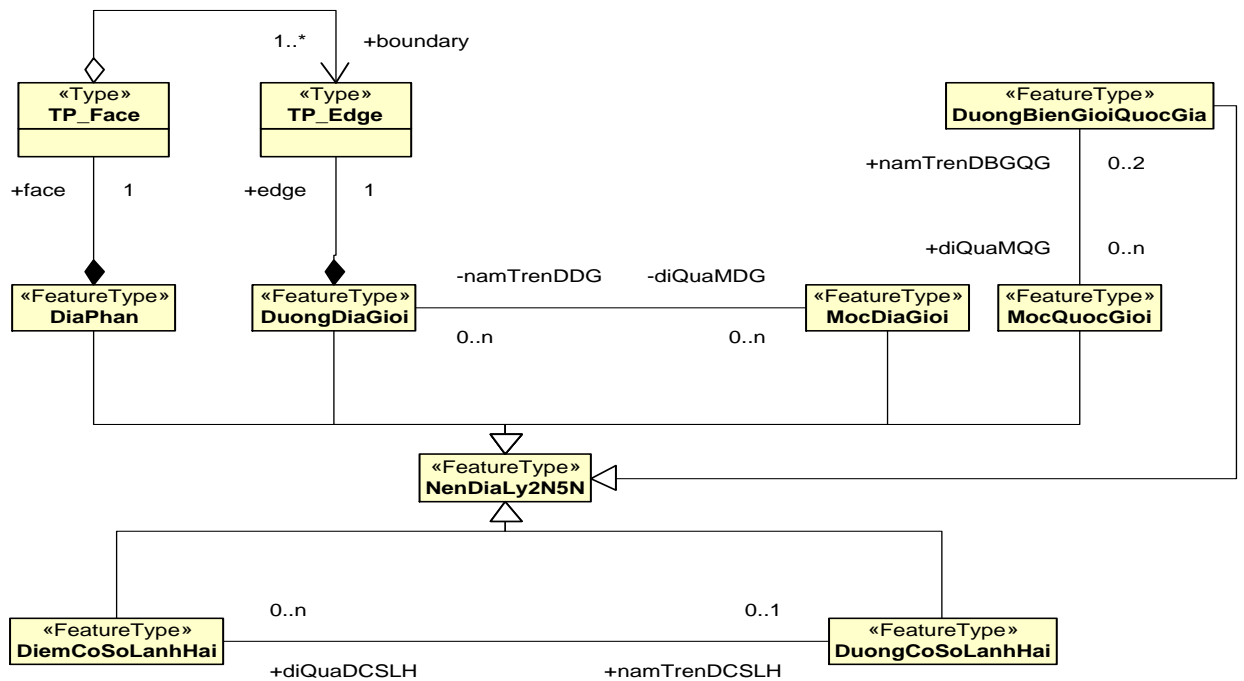 1..* +boundary
«Type»
TP_Face
«Type»
TP_Edge
«FeatureType»
DuongBienGioiQuocGia
+face 1
+edge 1
+namTrenDBGQG 0..2
+diQuaMQG 0..n
«FeatureType»
DiaPhan
«FeatureType»
DuongDiaGioi
-namTrenDDG -diQuaMDG
0..n 0..n
«FeatureType»
MocDiaGioi
«FeatureType»
MocQuocGioi
«FeatureType»
NenDiaLy2N5N
0..n 0..1
«FeatureType»
DiemCoSoLanhHai
«FeatureType»
DuongCoSoLanhHai
+diQuaDCSLH +namTrenDCSLH